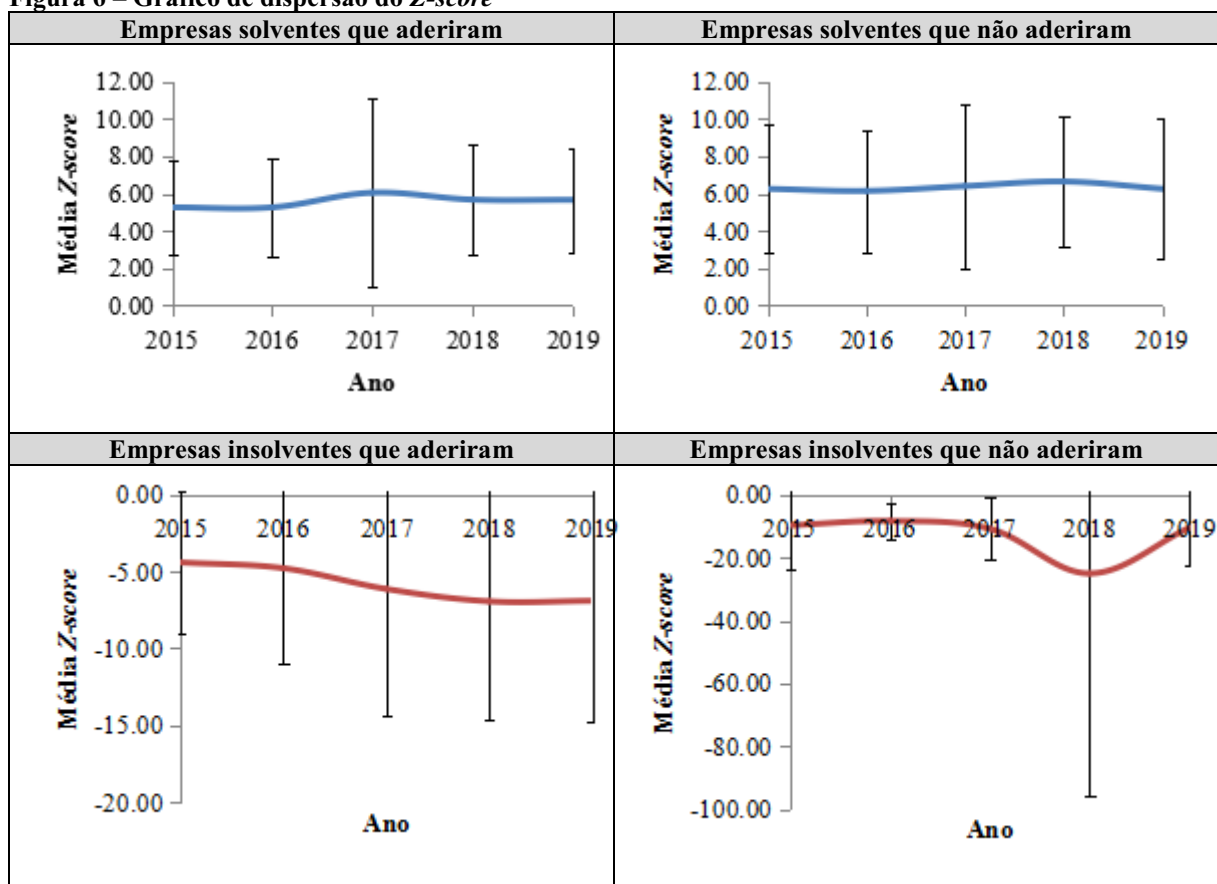 Figura 6 – Gráfico de dispersão do Z-score
Empresas solventes que aderiram
Empresas solventes que não aderiram
12.00
10.00
8.00
6.00
4.00
2.00
0.00
Média Z-score
2015 2016 2017 2018 2019
Ano
12.00
10.00
8.00
6.00
4.00
2.00
0.00
Média Z-score
2015 2016 2017 2018 2019
Ano
Empresas insolventes que aderiram
Empresas insolventes que não aderiram
0.00
-5.00
-10.00
-15.00
-20.00
Média Z-score
2015 2016 2017 2018 2019
Ano
0.00
-20.00
-40.00
-60.00
-80.00
-100.00
Média Z-score
2015 2016 2017 2018 2019
Ano